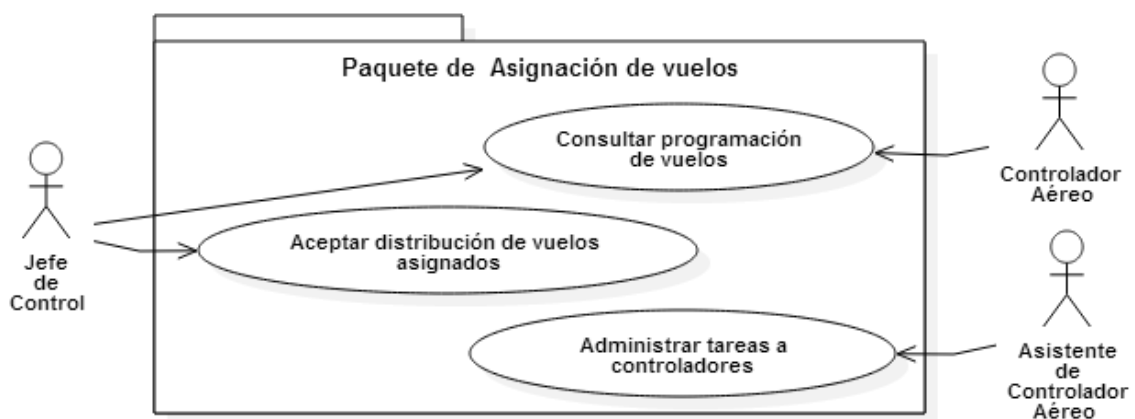 Paquete de Asignación de vuelos
Consultar programación
de vuelos
Controlador
Aéreo
Aceptar distribución de vuelos
asignados
Jefe
de
Control
Administrar tareas a
controladores
Asistente
de
Controlador
Aéreo